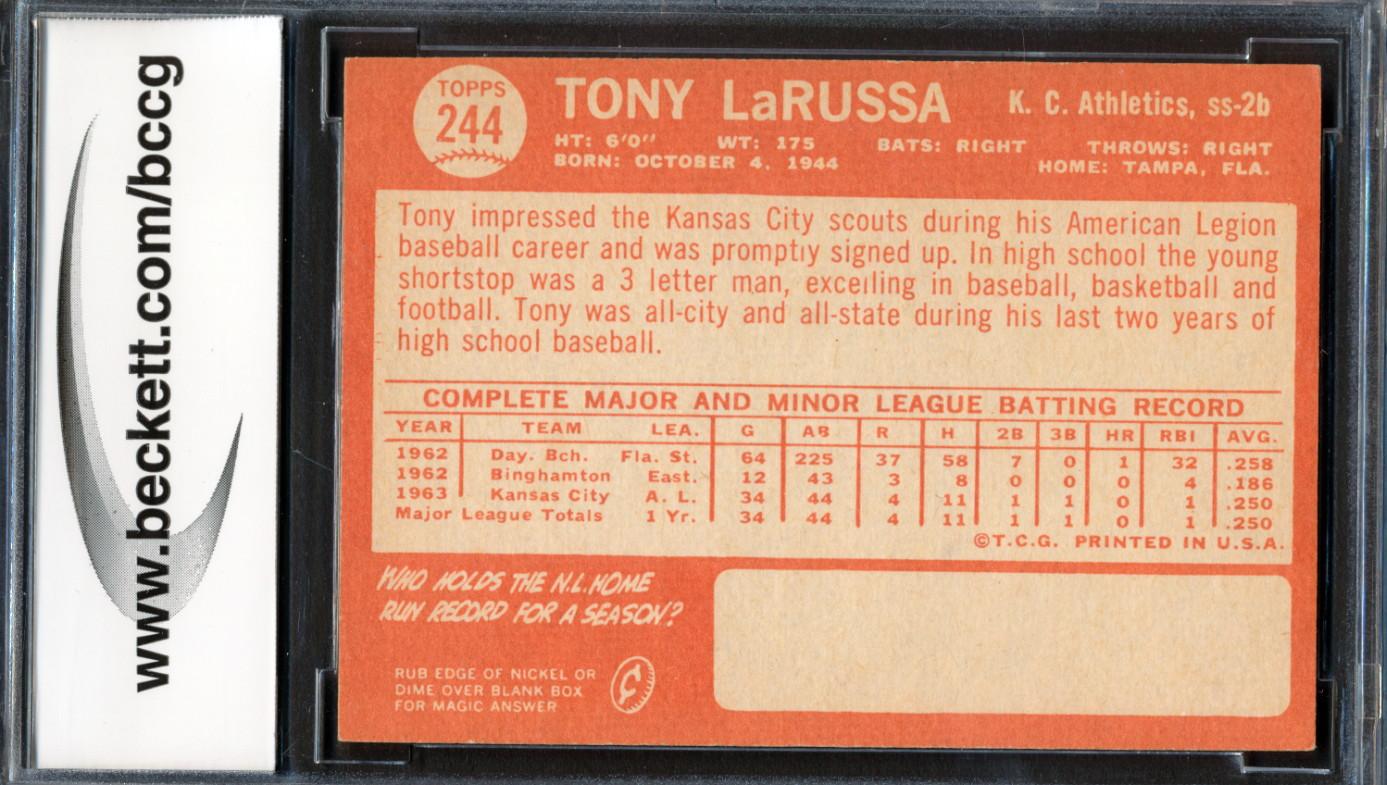 www.beckett.com/bccg
TOPPS
244
TONY LaRUSSA
K. C. Athletics, ss-2b
HT: 6'0" WT: 175 BATS: RIGHT THROWS: RIGHT
BORN: OCTOBER 4, 1944 HOME: TAMPA, FLA.
Tony impressed the Kansas City scouts during his American Legion
baseball career and was promptly signed up. In high school the young
shortstop was a 3 letter man, excelling in baseball, basketball and
football. Tony was all-city and all-state during his last two years of
high school baseball.
COMPLETE MAJOR AND MINOR LEAGUE BATTING RECORD
YEAR TEAM LEA. G AB R H 2B 3B HR RBI AVG.
1962 Day. Bch. Fla. St. 64 225 37 58 7 0 1 32 .258
1962 Binghamton East. 12 43 3 8 0 0 0 4 .186
1963 Kansas City A. L. 34 44 4 11 1 1 0 1 .250
Major League Totals 1 Yr. 34 44 4 11 1 1 0 1 .250
©T.C.G. PRINTED IN U.S.A.
WHO HOLDS THE N.L. HOME
RUN RECORD FOR A SEASON?
RUB EDGE OF NICKEL OR
DIME OVER BLANK BOX
FOR MAGIC ANSWER